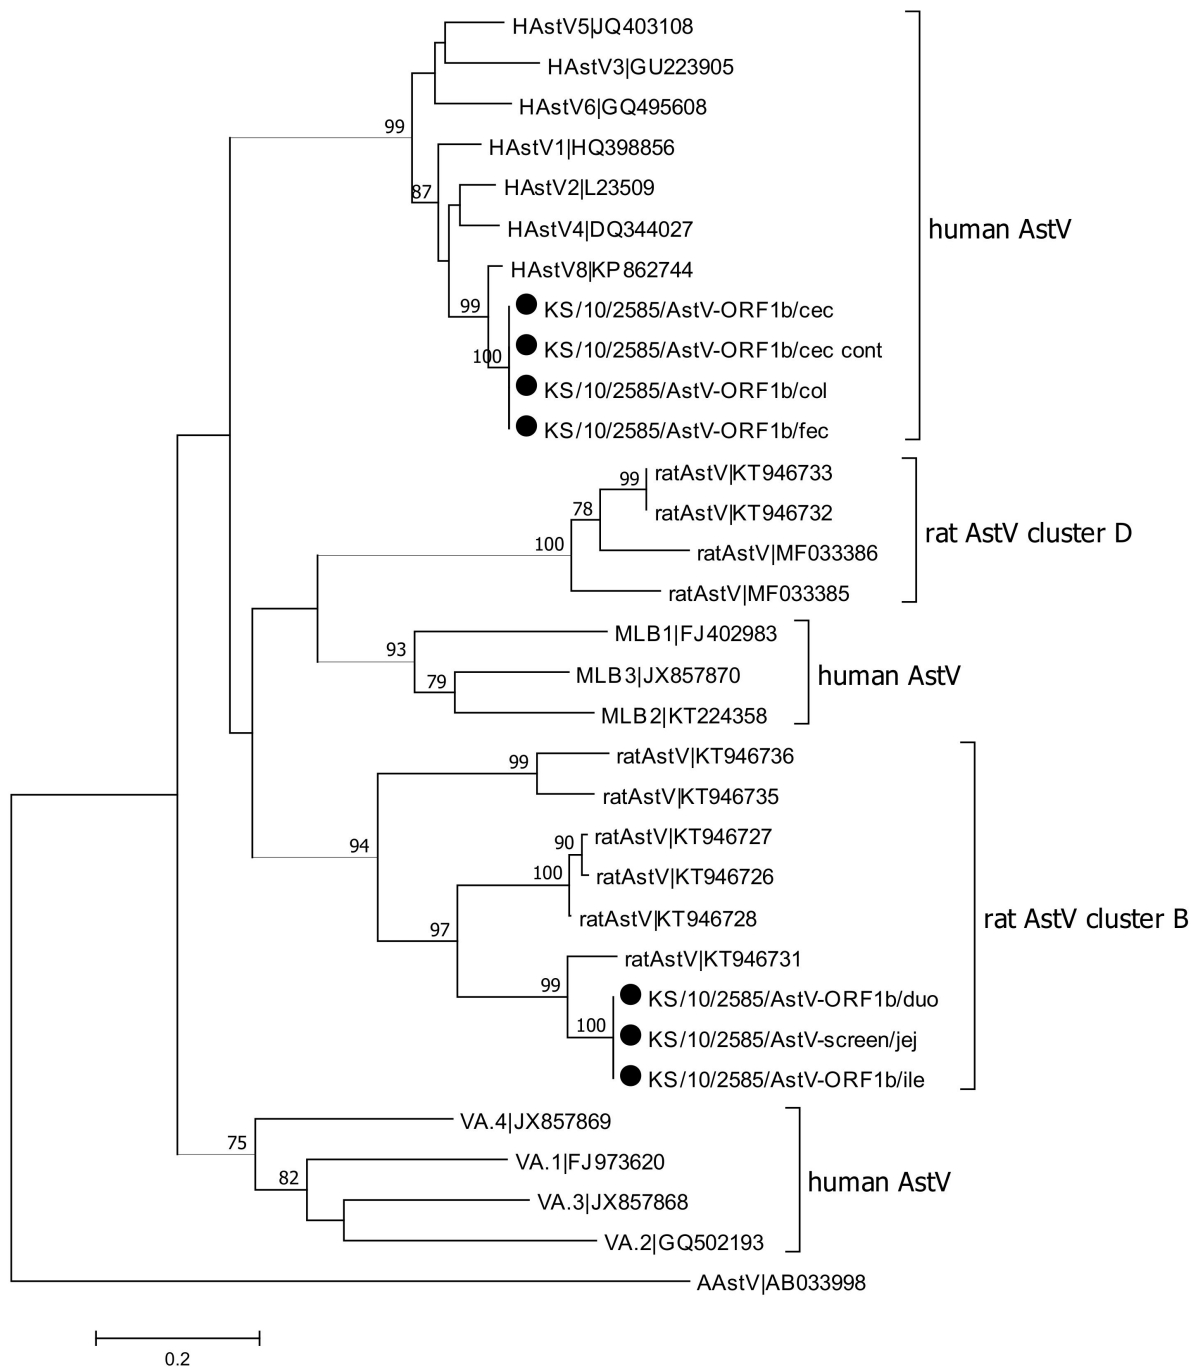 HAstV5|JQ403108
HAstV3|GU223905
HAstV6|GQ495608
99
HAstV1|HQ398856
87
HAstV2|L23509
HAstV4|DQ344027
human AstV
HAstV8|KP862744
99
KS/10/2585/AstV-ORF1b/cec
KS/10/2585/AstV-ORF1b/cec cont
100
KS/10/2585/AstV-ORF1b/col
KS/10/2585/AstV-ORF1b/fec
99
ratAstV|KT946733
78
ratAstV|KT946732
rat AstV cluster D
100
ratAstV|MF033386
ratAstV|MF033385
MLB1|FJ402983
93
MLB3|JX857870
human AstV
79
MLB2|KT224358
ratAstV|KT946736
99
ratAstV|KT946735
ratAstV|KT946727
90
94
ratAstV|KT946726
100
ratAstV|KT946728
rat AstV cluster B
97
ratAstV|KT946731
99
KS/10/2585/AstV-ORF1b/duo
100
KS/10/2585/AstV-screen/jej
KS/10/2585/AstV-ORF1b/ile
VA.4|JX857869
75
VA.1|FJ973620
82
human AstV
VA.3|JX857868
VA.2|GQ502193
AAstV|AB033998
0.2